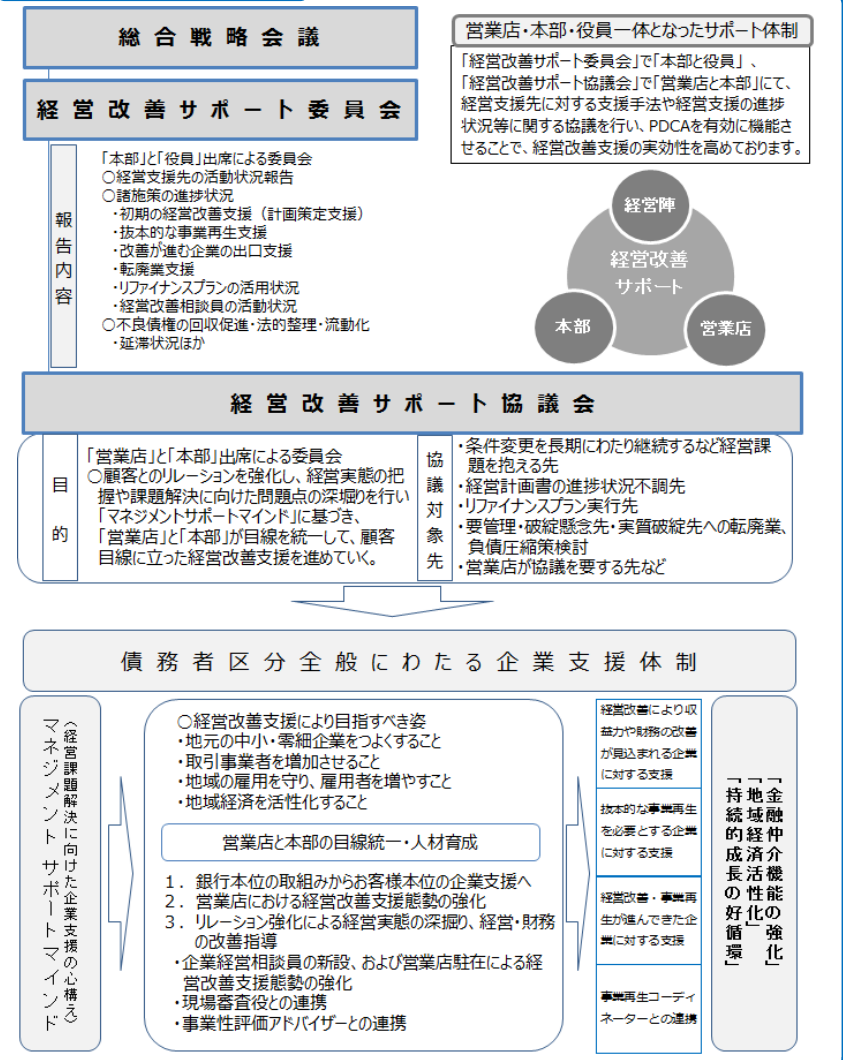 総合戦略会議
経営改善サポート委員会
営業店・本部・役員一体となったサポート体制
「経営改善サポート委員会」で「本部と役員」、
「経営改善サポート協議会」で「営業店と本部」にて、
経営支援先に対する支援手法や経営支援の進捗
状況等に関する協議を行い、PDCAを有効に機能さ
せることで、経営改善支援の実効性を高めております。
報告内容
「本部」と「役員」出席による委員会
○経営支援先の活動状況報告
○諸施策の進捗状況
・初期の経営改善支援（計画策定支援）
・抜本的な事業再生支援
・改善が進む企業の出口支援
・転廃業支援
・リファイナンスプランの活用状況
・経営改善相談員の活動状況
○不良債権の回収促進・法的整理・流動化
・延滞状況ほか
経営陣
経営改善
サポート
本部
営業店
経営改善サポート協議会
目的
「営業店」と「本部」出席による委員会
○顧客とのリレーションを強化し、経営実態の把
握や課題解決に向けた問題点の深堀りを行い
「マネジメントサポートマインド」に基づき、
「営業店」と「本部」が目線を統一して、顧客
目線に立った経営改善支援を進めていく。
協議対象先
・条件変更を長期にわたり継続するなど経営課
題を抱える先
・経営計画書の進捗状況不調先
・リファイナンスプラン実行先
・要管理・破綻懸念先・実質破綻先への転廃業、
負債圧縮策検討
・営業店が協議を要する先など
債務者区分全般にわたる企業支援体制
マネジメント サポートマインド
（経営課題解決に向けた企業支援の心構え）
○経営改善支援により目指すべき姿
・地元の中小・零細企業をつよくすること
・取引事業者を増加させること
・地域の雇用を守り、雇用者を増やすこと
・地域経済を活性化すること
営業店と本部の目線統一・人材育成
１．銀行本位の取組みからお客様本位の企業支援へ
２．営業店における経営改善支援態勢の強化
３．リレーション強化による経営実態の深掘り、経営・財務
の改善指導
・企業経営相談員の新設、および営業店駐在による経
営改善支援態勢の強化
・現場審査役との連携
・事業性評価アドバイザーとの連携
経営改善により収
益力や財務の改善
が見込まれる企業
に対する支援
抜本的な事業再生
を必要とする企業
に対する支援
経営改善・事業再
生が進んできた企
業に対する支援
事業再生コーディ
ネーターとの連携
「金融仲介機能の強化」
「地域経済活性化」
「持続的成長の好循環」